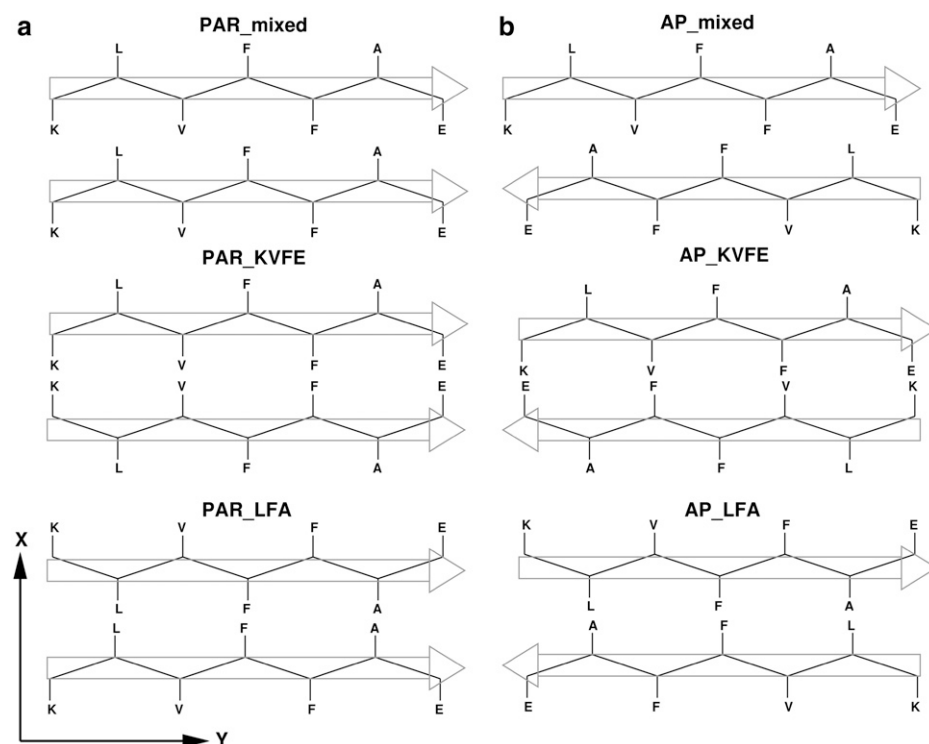 a PAR_mixed
L F A
K V F E
L F A
K V F E
PAR_KVFE
L F A
K V F E
K V F E
L F A
PAR_LFA
K V F E
L F A
L F A
K V F E
X
Y
b AP_mixed
L F A
K V F E
A F L
E F V K
AP_KVFE
L F A
K V F E
E F V K
A F L
AP_LFA
K V F E
L F A
A F L
E F V K